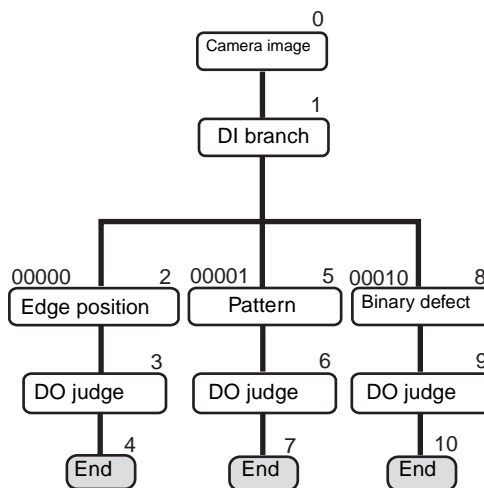 0
Camera image
1
DI branch
00000 2 00001 5 00010 8
Edge position Pattern Binary defect
3 6 9
DO judge DO judge DO judge
4 7 10
End End End